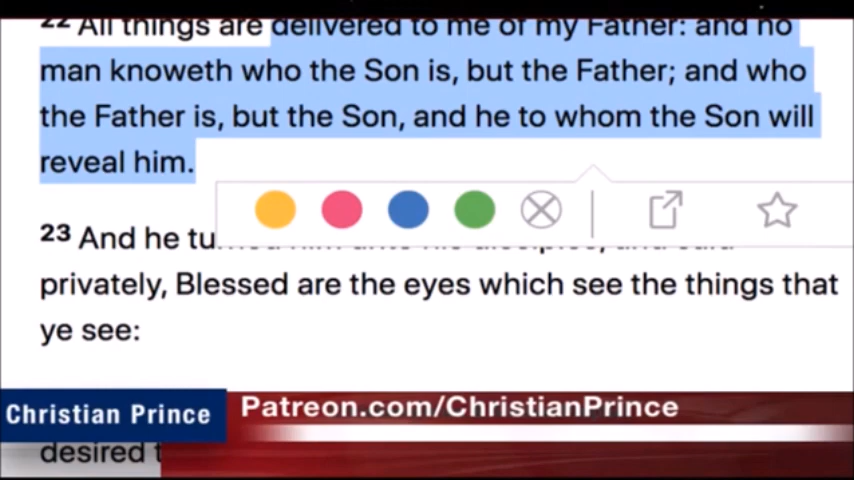 22 All things are delivered to me of my Father: and no
man knoweth who the Son is, but the Father; and who
the Father is, but the Son, and he to whom the Son will
reveal him.
23 And he
privately, Blessed are the eyes which see the things that
ye see:
Christian Prince
Patreon.com/ChristianPrince
desired